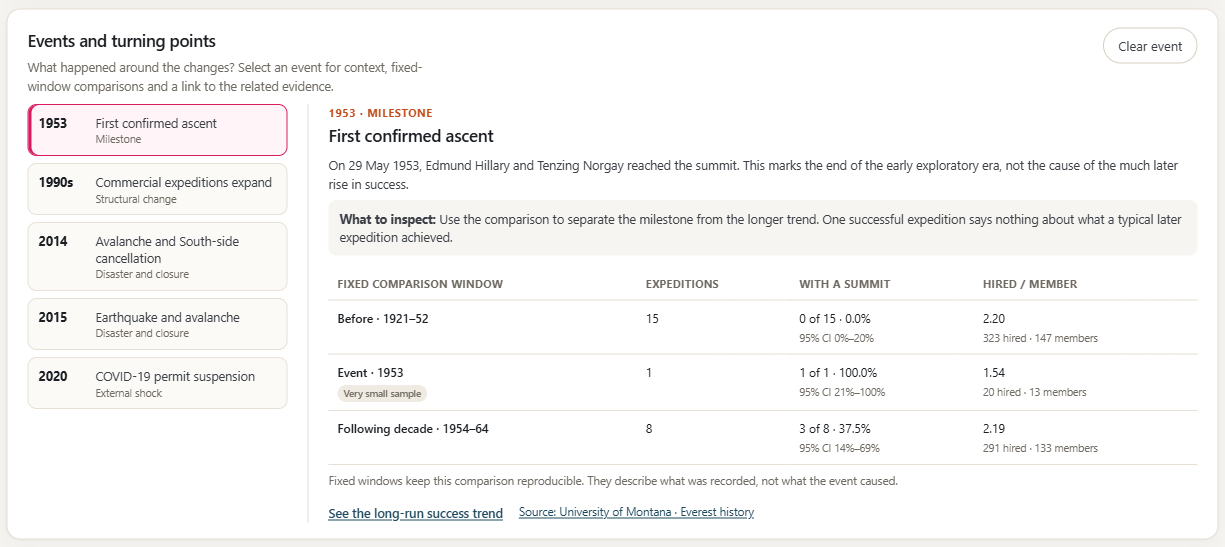 Events and turning points
Clear event
What happened around the changes? Select an event for context, fixed-
window comparisons and a link to the related evidence.
1953 First confirmed ascent
Milestone
1990s Commercial expeditions expand
Structural change
2014 Avalanche and South-side
cancellation
Disaster and closure
2015 Earthquake and avalanche
Disaster and closure
2020 COVID-19 permit suspension
External shock
1953 · MILESTONE
First confirmed ascent
On 29 May 1953, Edmund Hillary and Tenzing Norgay reached the summit. This marks the end of the early exploratory era, not the cause of the much later
rise in success.
What to inspect: Use the comparison to separate the milestone from the longer trend. One successful expedition says nothing about what a typical later
expedition achieved.
FIXED COMPARISON WINDOW EXPEDITIONS WITH A SUMMIT HIRED / MEMBER
Before · 1921–52 15 0 of 15 · 0.0% 2.20
95% CI 0%–20% 323 hired · 147 members
Event · 1953 1 1 of 1 · 100.0% 1.54
Very small sample 95% CI 21%–100% 20 hired · 13 members
Following decade · 1954–64 8 3 of 8 · 37.5% 2.19
95% CI 14%–69% 291 hired · 133 members
Fixed windows keep this comparison reproducible. They describe what was recorded, not what the event caused.
See the long-run success trend Source: University of Montana · Everest history